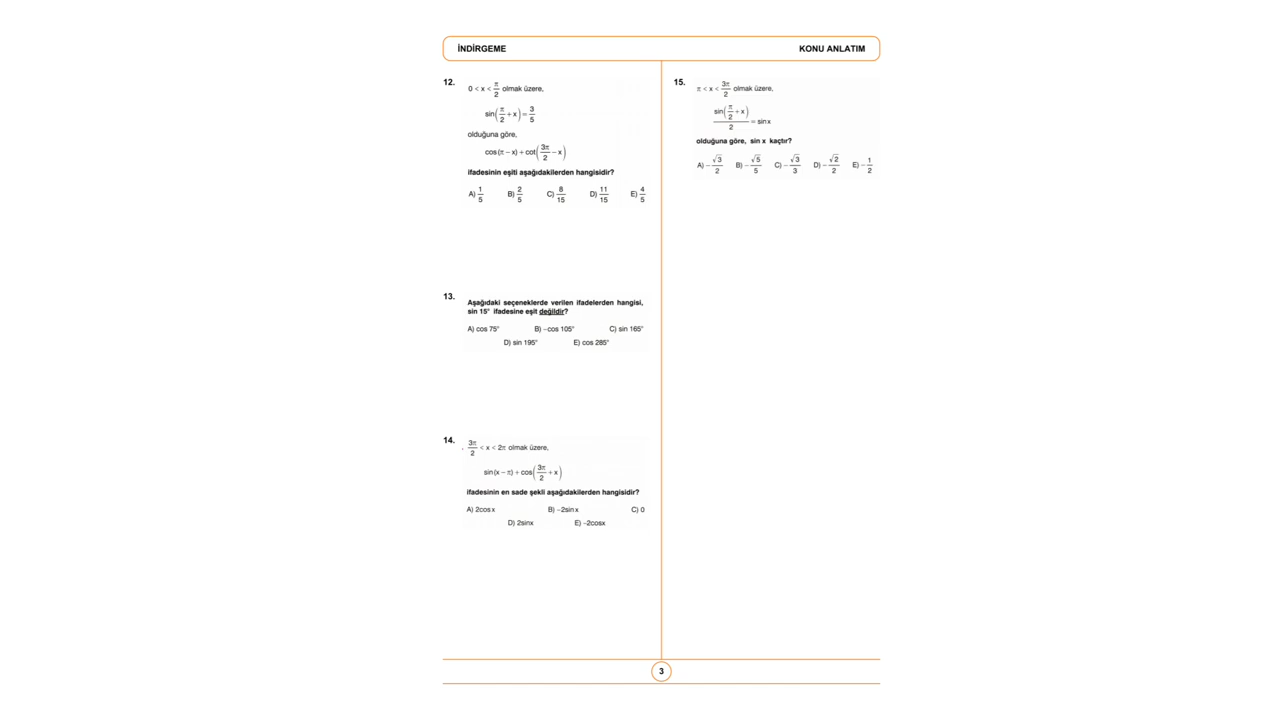 İNDİRGEME KONU ANLATIM
12.
0 < x < π/2 olmak üzere,
sin(π/2 + x) = 3/5
olduğuna göre,
cos(π − x) + cot(3π/2 − x)
ifadesinin eşiti aşağıdakilerden hangisidir?
A) 1/5 B) 2/5 C) 8/15 D) 11/15 E) 4/5
13.
Aşağıdaki seçeneklerde verilen ifadelerden hangisi,
sin 15° ifadesine eşit değildir?
A) cos 75° B) −cos 105° C) sin 165°
D) sin 195° E) cos 285°
14.
3π/2 < x < 2π olmak üzere,
sin(x − π) + cos(3π/2 + x)
ifadesinin en sade şekli aşağıdakilerden hangisidir?
A) 2cosx B) −2sinx C) 0
D) 2sinx E) −2cosx
15.
π < x < 3π/2 olmak üzere,
sin(π/2 + x)/2 = sinx
olduğuna göre, sin x kaçtır?
A) −√3/2 B) −√5/5 C) −√3/3 D) −√2/2 E) −1/2
3